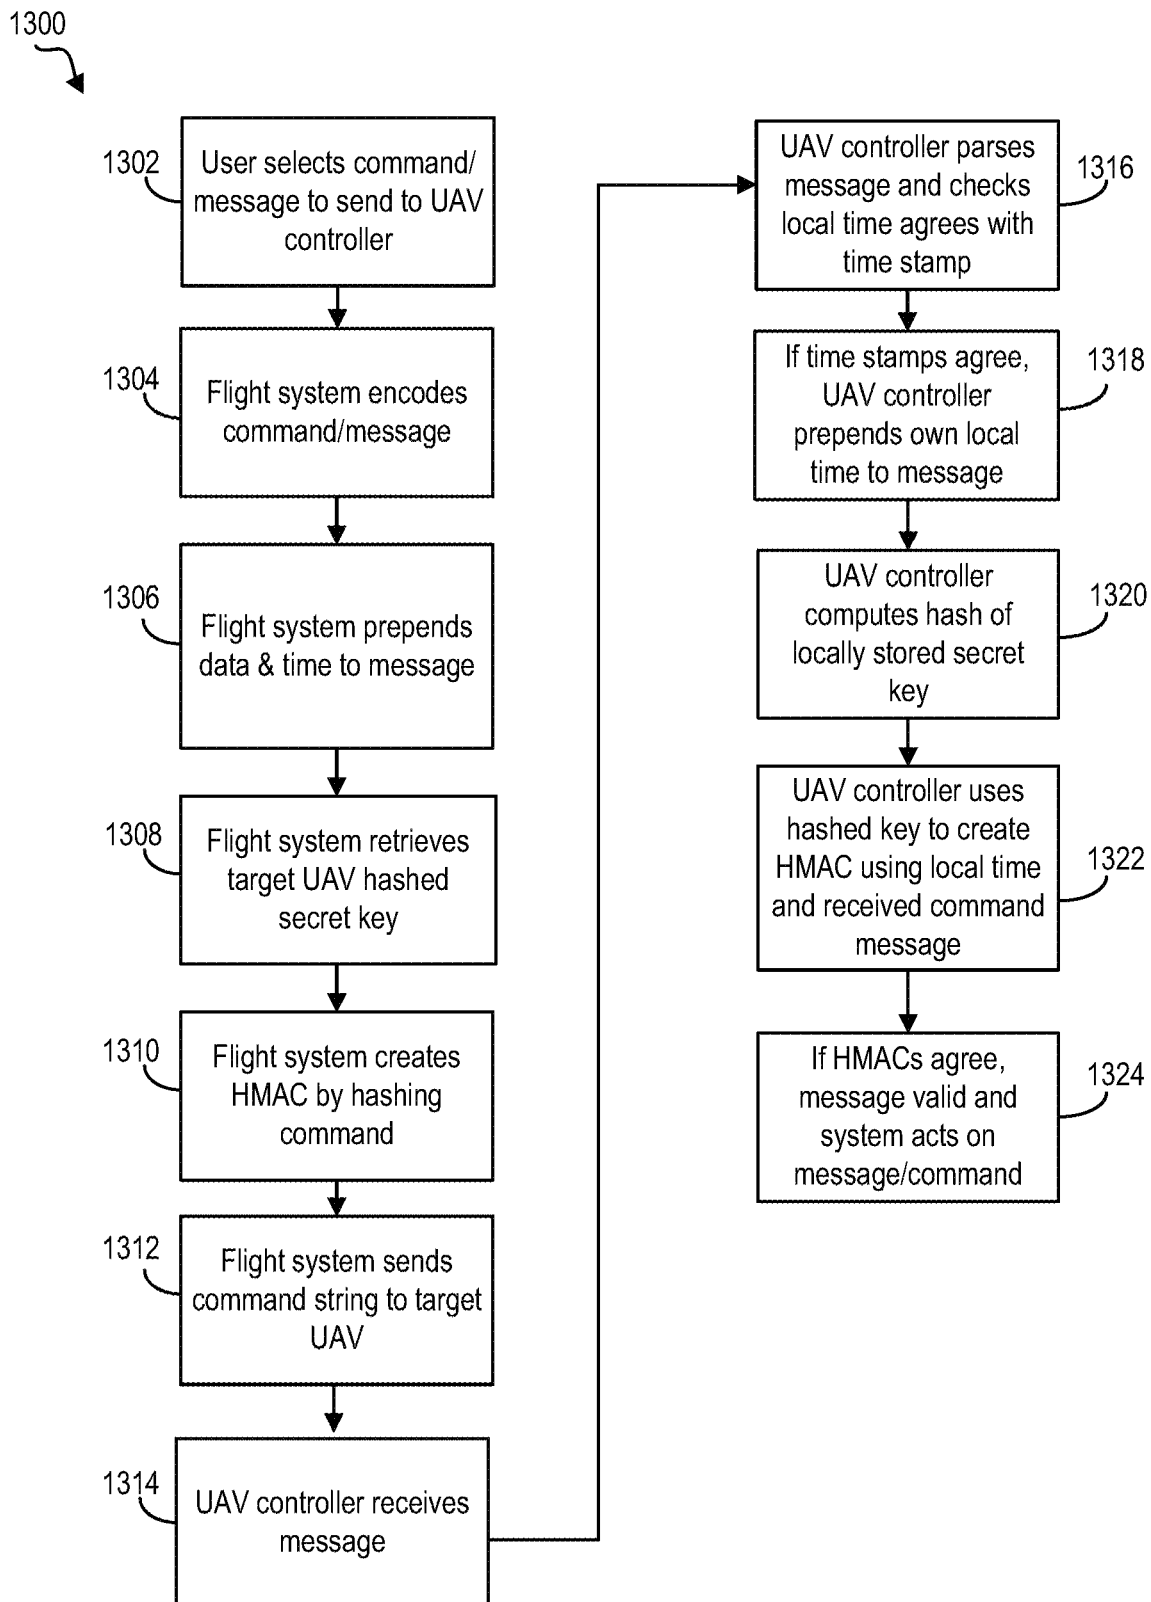 1300
1302
User selects command/
message to send to UAV
controller
1304
Flight system encodes
command/message
1306
Flight system prepends
data & time to message
1308
Flight system retrieves
target UAV hashed
secret key
1310
Flight system creates
HMAC by hashing
command
1312
Flight system sends
command string to target
UAV
1314
UAV controller receives
message
UAV controller parses
message and checks
local time agrees with
time stamp
1316
If time stamps agree,
UAV controller
prepends own local
time to message
1318
UAV controller
computes hash of
locally stored secret
key
1320
UAV controller uses
hashed key to create
HMAC using local time
and received command
message
1322
If HMACs agree,
message valid and
system acts on
message/command
1324